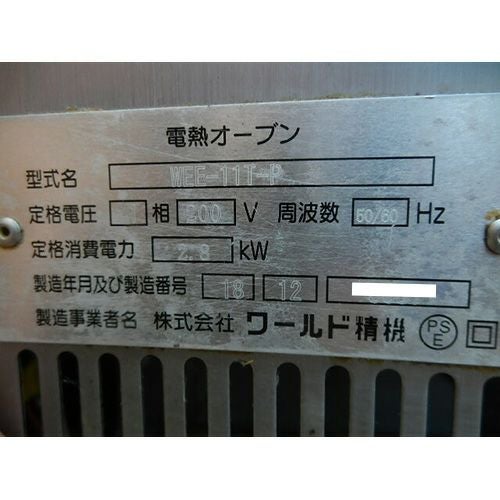 電熱オーブン
型式名 WEE-11T-P
定格電圧 相 200 V 周波数 50/60 Hz
定格消費電力 2.8 kW
製造年月及び製造番号 18 12
製造事業者名 株式会社 ワールド精機 PSE